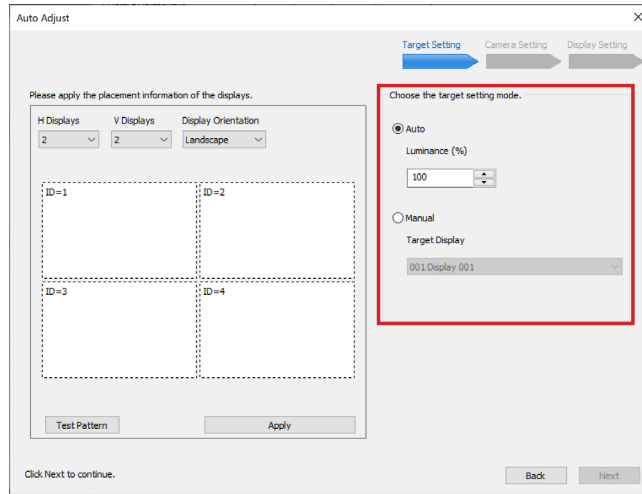 Auto Adjust
Target Setting
Camera Setting
Display Setting
Please apply the placement information of the displays.
H Displays
V Displays
Display Orientation
2
2
Landscape
ID=1
ID=2
ID=3
ID=4
Test Pattern
Apply
Choose the target setting mode.
Auto
Luminance (%)
100
Manual
Target Display
001 Display 001
Click Next to continue.
Back
Next